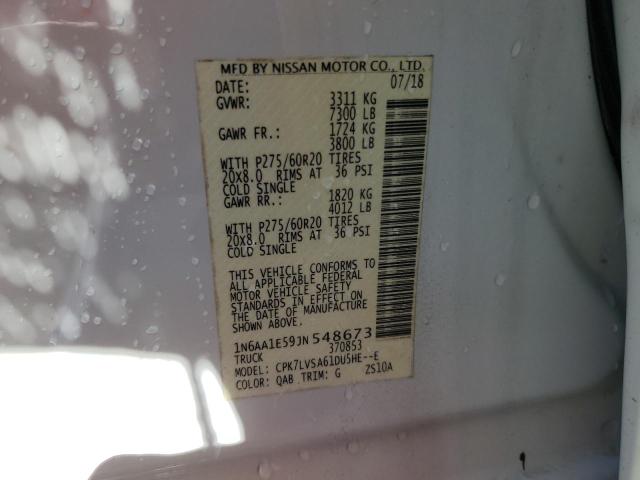 MFD BY NISSAN MOTOR CO., LTD.
DATE: 07/18
GVWR: 3311 KG
7300 LB
GAWR FR.: 1724 KG
3800 LB
WITH P275/60R20 TIRES
20X8.0 RIMS AT 36 PSI
COLD SINGLE
GAWR RR.: 1820 KG
4012 LB
WITH P275/60R20 TIRES
20X8.0 RIMS AT 36 PSI
COLD SINGLE
THIS VEHICLE CONFORMS TO
ALL APPLICABLE FEDERAL
MOTOR VEHICLE SAFETY
STANDARDS IN EFFECT ON
THE DATE OF MANUFACTURE
SHOWN ABOVE.
1N6AA1E59JN548673
TRUCK 370853
MODEL: CPK7LVSA61DU5HE--E
COLOR: QAB TRIM: G ZS10A